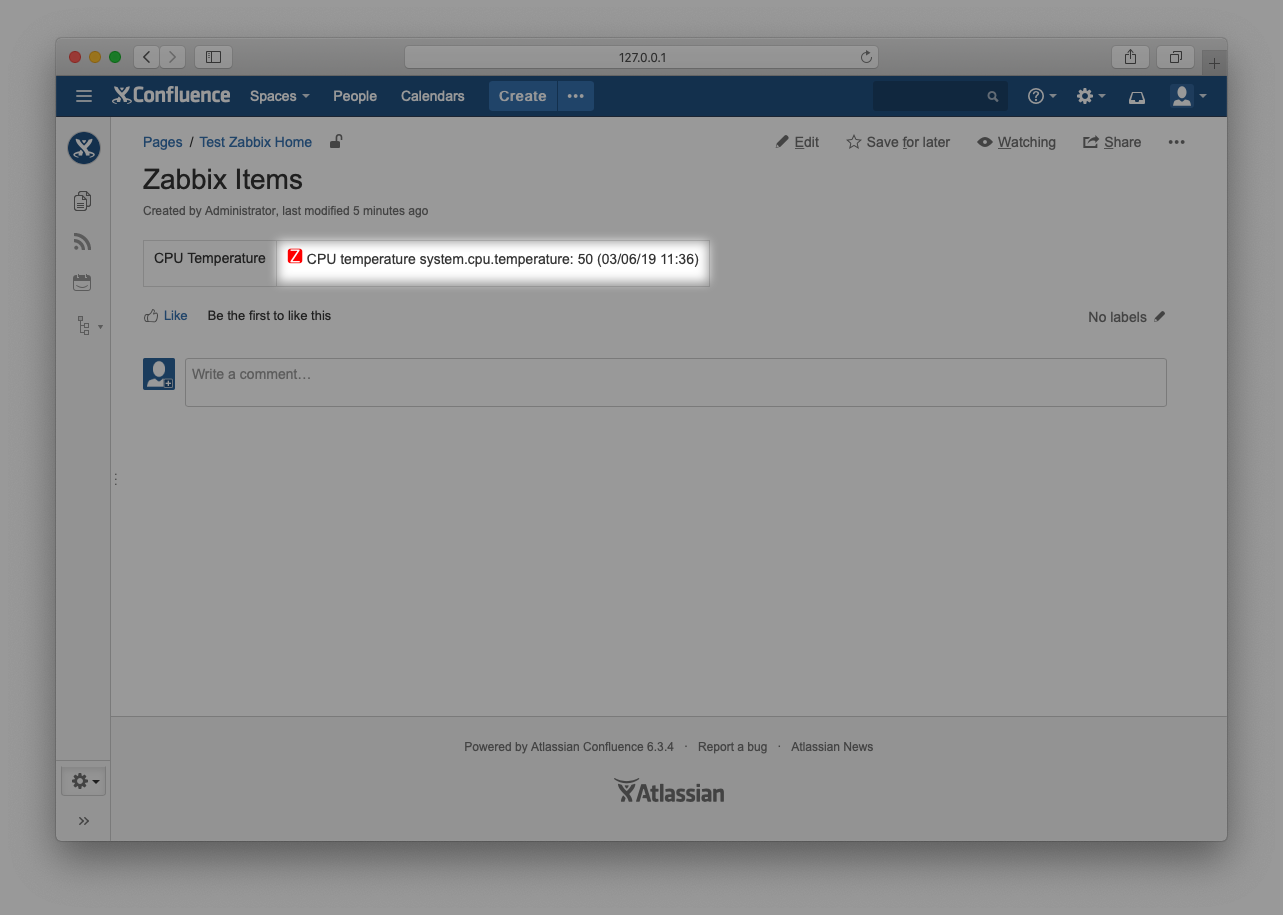 127.0.0.1
Confluence Spaces People Calendars Create
Pages / Test Zabbix Home Edit Save for later Watching Share
Zabbix Items
Created by Administrator, last modified 5 minutes ago
CPU Temperature Z CPU temperature system.cpu.temperature: 50 (03/06/19 11:36)
Like Be the first to like this No labels
Write a comment…
Powered by Atlassian Confluence 6.3.4 · Report a bug · Atlassian News
Atlassian